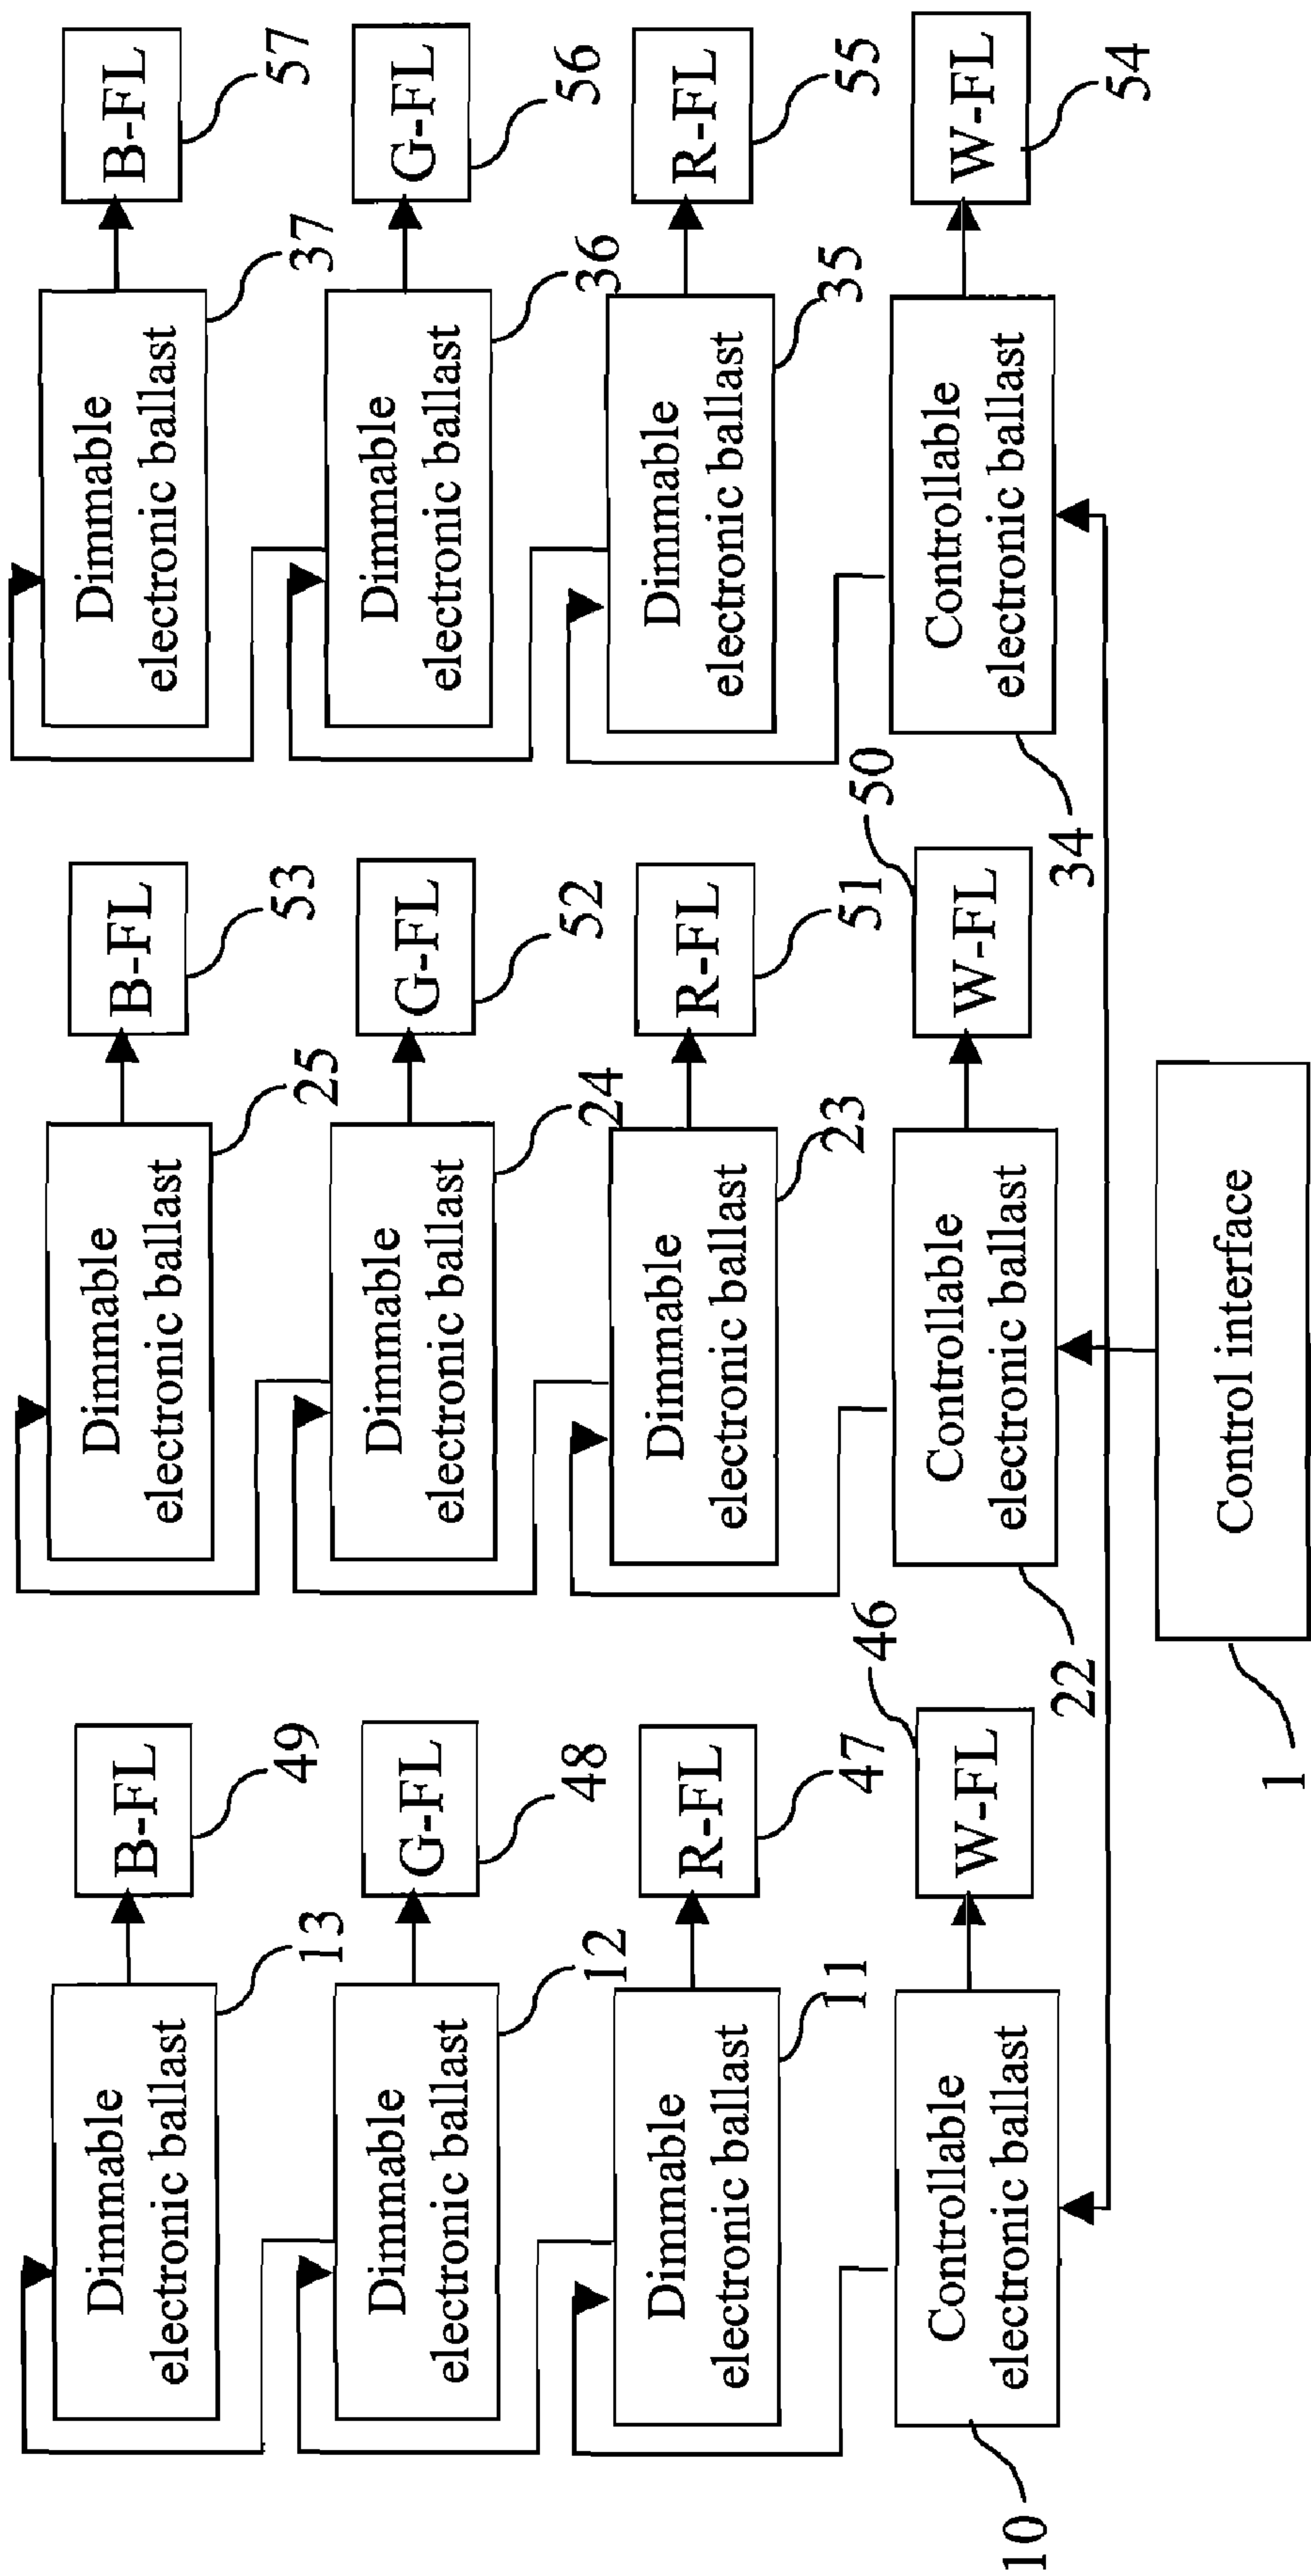 B-FL
57
Dimmable
electronic ballast
37
G-FL
56
Dimmable
electronic ballast
36
R-FL
55
Dimmable
electronic ballast
35
W-FL
54
Controllable
electronic ballast
34
B-FL
53
Dimmable
electronic ballast
25
G-FL
52
Dimmable
electronic ballast
24
R-FL
51
Dimmable
electronic ballast
23
W-FL
50
Controllable
electronic ballast
22
B-FL
49
Dimmable
electronic ballast
13
G-FL
48
Dimmable
electronic ballast
12
R-FL
47
Dimmable
electronic ballast
11
W-FL
46
Controllable
electronic ballast
10
Control interface
1